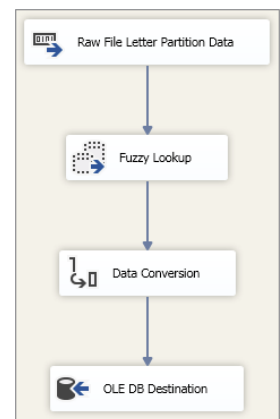 Raw File Letter Partition Data
Fuzzy Lookup
Data Conversion
OLE DB Destination